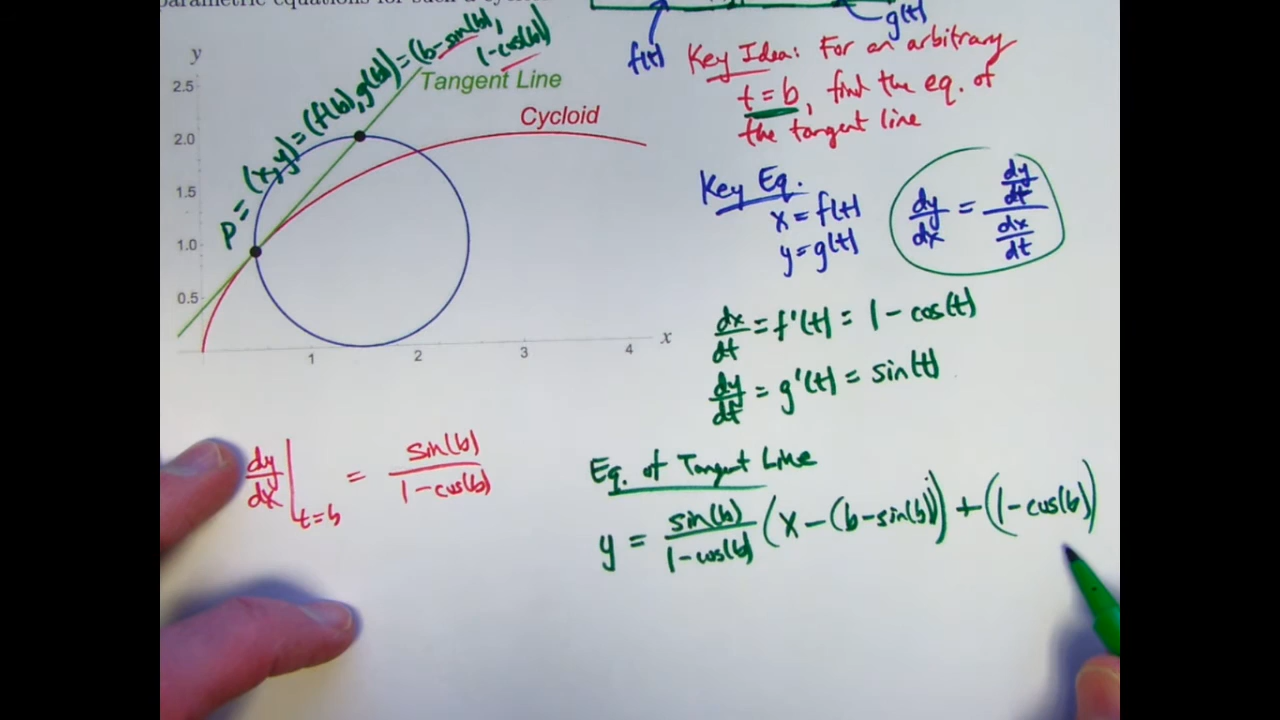 parametric equations for such a cycloid
f(t)
g(t)
Key Idea: For an arbitrary
t = b, find the eq. of
the tangent line
P = (x,y) = (f(b), g(b)) = (b-sin(b),
1-cos(b))
Tangent Line
Cycloid
y
2.5
2.0
1.5
1.0
0.5
1
2
3
4
x
Key Eq.
x = f(t)
y = g(t)
dy/dx = (dy/dt)/(dx/dt)
dx/dt = f'(t) = 1 - cos(t)
dy/dt = g'(t) = sin(t)
dy/dx |t=b = sin(b)/(1-cos(b))
Eq. of Tangent Line
y = sin(b)/(1-cos(b)) (x-(b-sin(b))) + (1-cos(b))